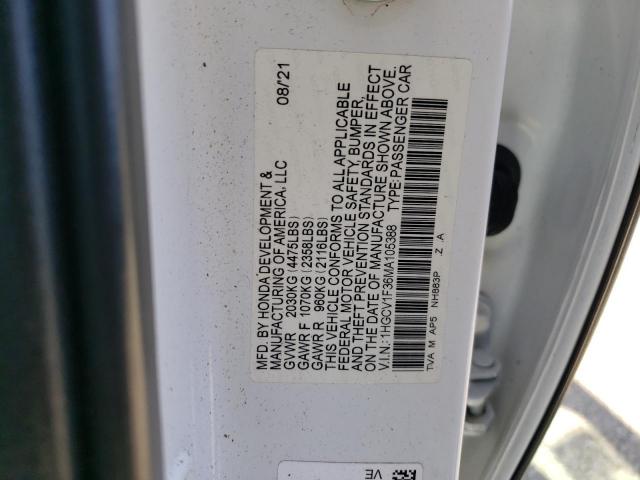 MFD. BY HONDA DEVELOPMENT & 08/21
MANUFACTURING OF AMERICA, LLC
GVWR 2030KG (4475LBS)
GAWR F 1070KG (2358LBS)
GAWR R 960KG (2116LBS)
THIS VEHICLE CONFORMS TO ALL APPLICABLE
FEDERAL MOTOR VEHICLE SAFETY, BUMPER,
AND THEFT PREVENTION STANDARDS IN EFFECT
ON THE DATE OF MANUFACTURE SHOWN ABOVE.
V.I.N.: 1HGCV1F36MA105388 TYPE: PASSENGER CAR
TVA M AP5 NH883P .Z .A
VE